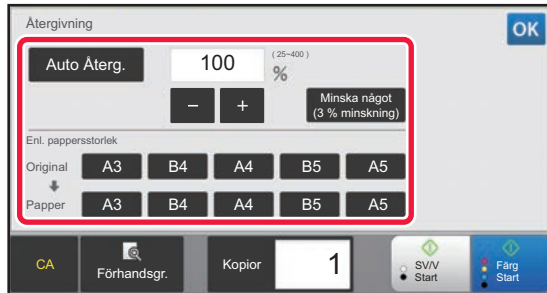 Återgivning
OK
Auto Återg.
100
(25~400)
%
−
+
Minska något
(3 % minskning)
Enl. pappersstorlek
Original
A3
B4
A4
B5
A5
Papper
A3
B4
A4
B5
A5
CA
Förhandsgr.
Kopior
1
SV/V
Start
Färg
Start